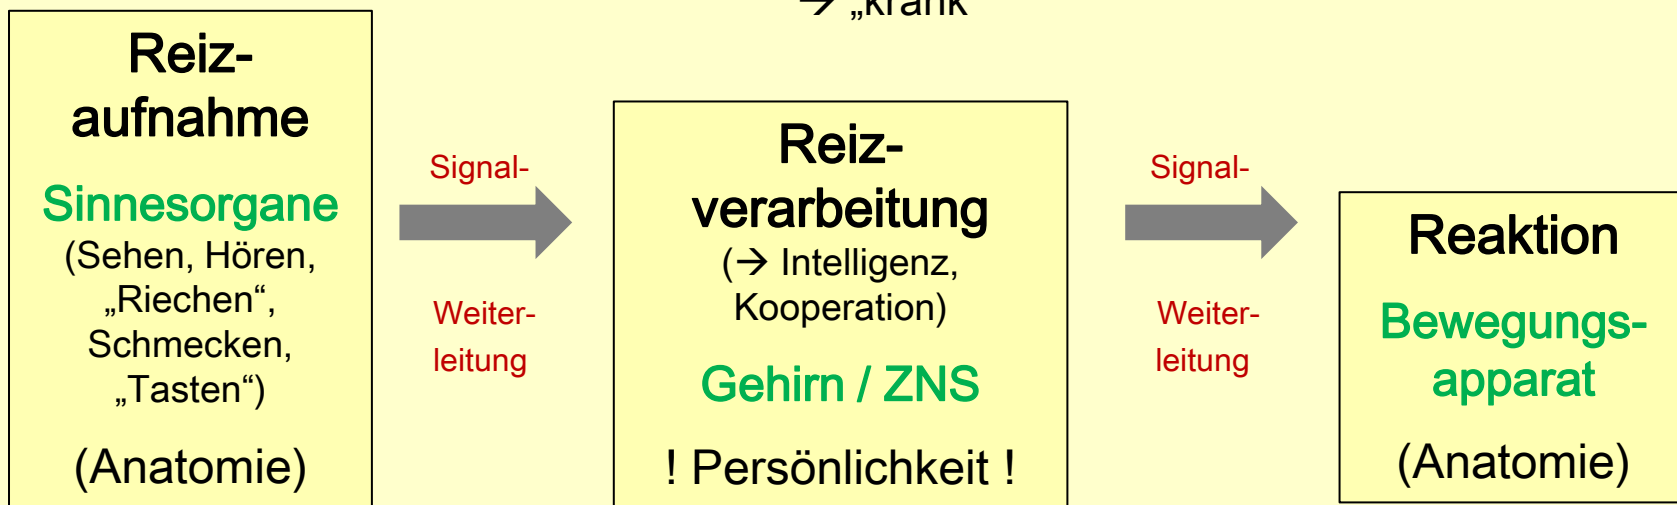 → „krank
Reiz-
aufnahme
Sinnesorgane
(Sehen, Hören,
„Riechen“,
Schmecken,
„Tasten“)
(Anatomie)
Signal-
Weiter-
leitung
Reiz-
verarbeitung
(→ Intelligenz,
Kooperation)
Gehirn / ZNS
! Persönlichkeit !
Signal-
Weiter-
leitung
Reaktion
Bewegungs-
apparat
(Anatomie)